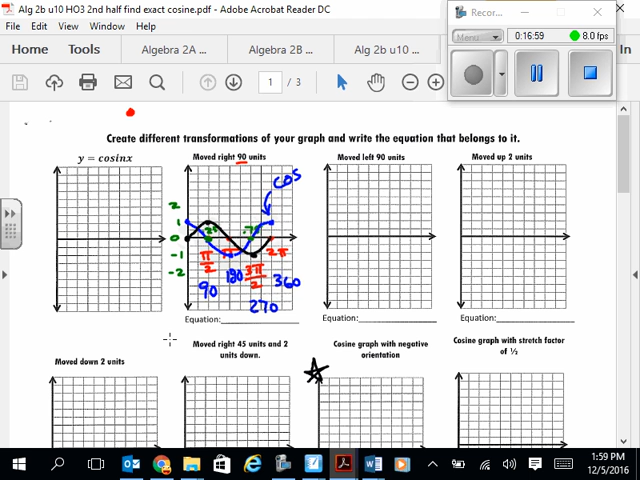 Alg 2b u10 HO3 2nd half find exact cosine.pdf - Adobe Acrobat Reader DC
File Edit View Window Help
Home Tools Algebra 2A ... Algebra 2B ... Alg 2b u10 ...
1 / 3
Recor...
Menu 0:16:59 8.0 fps
Create different transformations of your graph and write the equation that belongs to it.
y = cosinx Moved right 90 units Moved left 90 units Moved up 2 units
cos
2
1
0
-1
-2
π/2 π 3π/2 2π
90 180 270 360
Equation: Equation: Equation:
Moved down 2 units Moved right 45 units and 2 units down. Cosine graph with negative orientation Cosine graph with stretch factor of ½
1:59 PM
12/5/2016